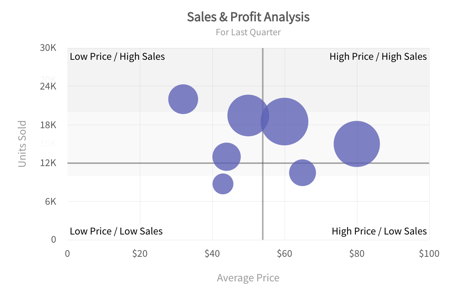 Sales & Profit Analysis
For Last Quarter
30K
24K
18K
12K
6K
0
Units Sold
Low Price / High Sales
High Price / High Sales
Low Price / Low Sales
High Price / Low Sales
0
$20
$40
$60
$80
$100
Average Price